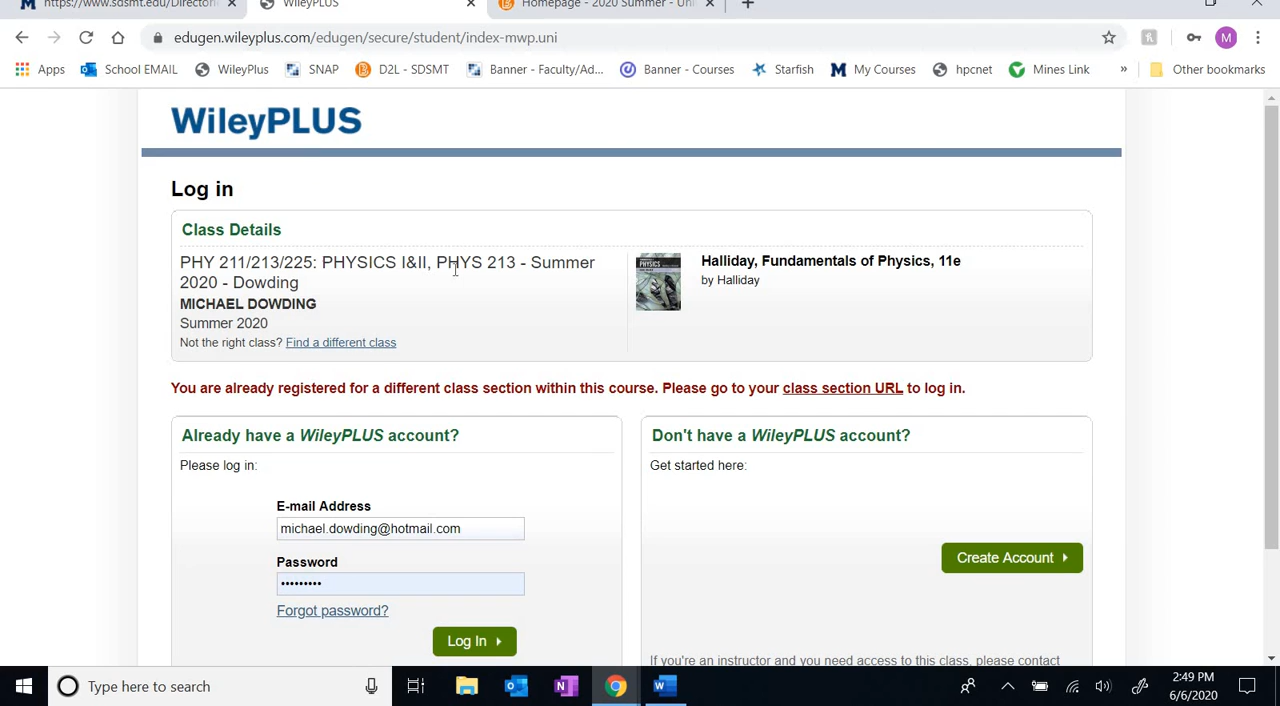 https://www.sdsmt.edu/Director
WileyPLUS
Homepage - 2020 Summer - Uni
edugen.wileyplus.com/edugen/secure/student/index-mwp.uni
M
Apps
School EMAIL
WileyPlus
SNAP
D2L - SDSMT
Banner - Faculty/Ad...
Banner - Courses
Starfish
My Courses
hpcnet
Mines Link
»
Other bookmarks
WileyPLUS
Log in
Class Details
PHY 211/213/225: PHYSICS I&II, PHYS 213 - Summer
2020 - Dowding
MICHAEL DOWDING
Summer 2020
Not the right class? Find a different class
PHYSICS
Halliday, Fundamentals of Physics, 11e
by Halliday
You are already registered for a different class section within this course. Please go to your class section URL to log in.
Already have a WileyPLUS account?
Please log in:
E-mail Address
michael.dowding@hotmail.com
Password
•••••••••
Forgot password?
Log In
Don't have a WileyPLUS account?
Get started here:
Create Account
If you're an instructor and you need access to this class, please contact
Type here to search
2:49 PM
6/6/2020